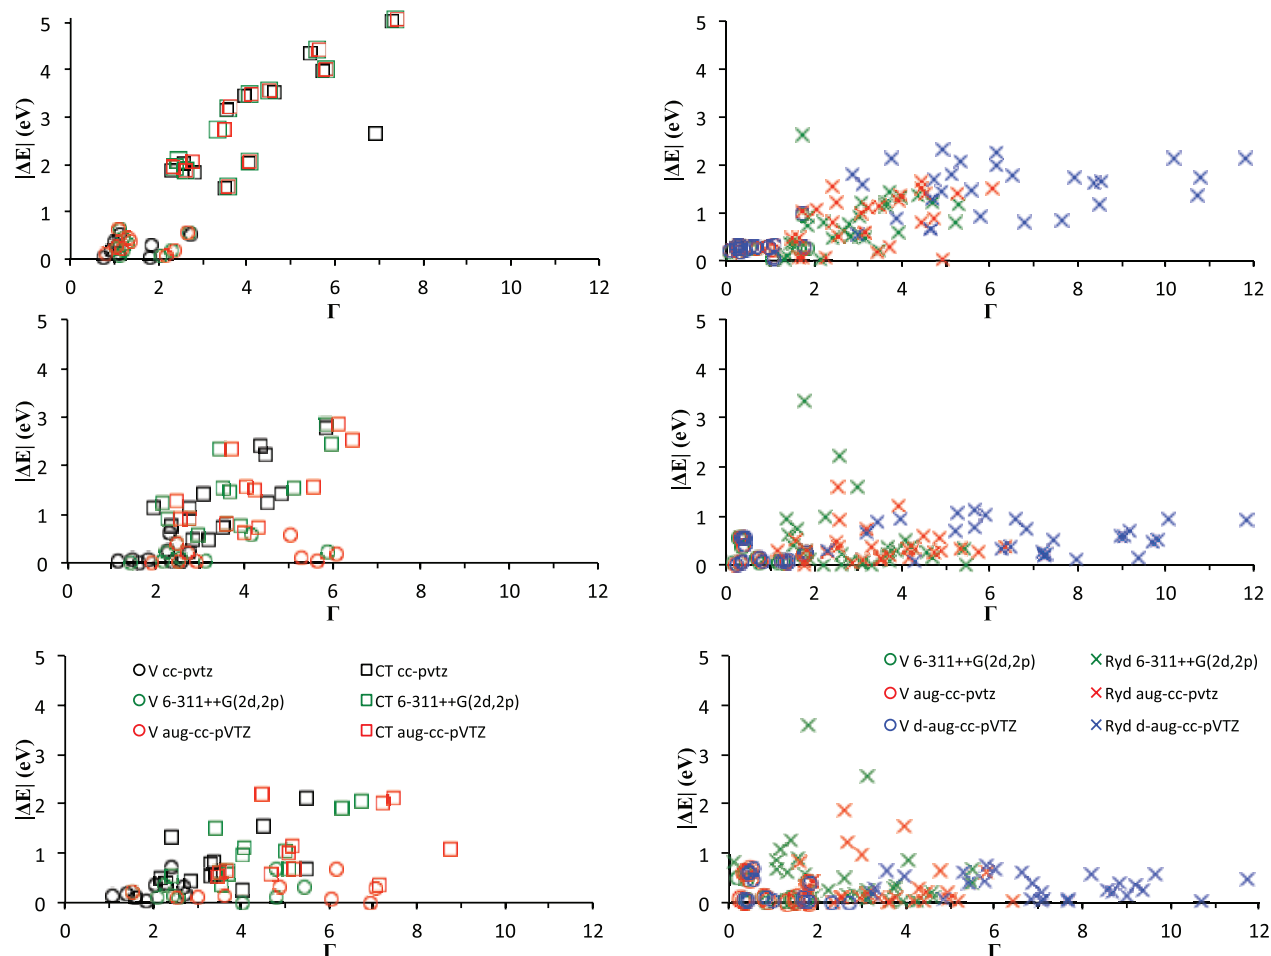 5
4
3
2
1
0
|ΔE| (eV)
0 2 4 6 8 10 12
Γ
5
4
3
2
1
0
|ΔE| (eV)
0 2 4 6 8 10 12
Γ
5
4
3
2
1
0
|ΔE| (eV)
0 2 4 6 8 10 12
Γ
5
4
3
2
1
0
|ΔE| (eV)
0 2 4 6 8 10 12
Γ
5
4
3
2
1
0
|ΔE| (eV)
V cc-pvtz CT cc-pvtz
V 6-311++G(2d,2p) CT 6-311++G(2d,2p)
V aug-cc-pVTZ CT aug-cc-pVTZ
0 2 4 6 8 10 12
Γ
5
4
3
2
1
0
|ΔE| (eV)
V 6-311++G(2d,2p) Ryd 6-311++G(2d,2p)
V aug-cc-pvtz Ryd aug-cc-pvtz
V d-aug-cc-pVTZ Ryd d-aug-cc-pVTZ
0 2 4 6 8 10 12
Γ